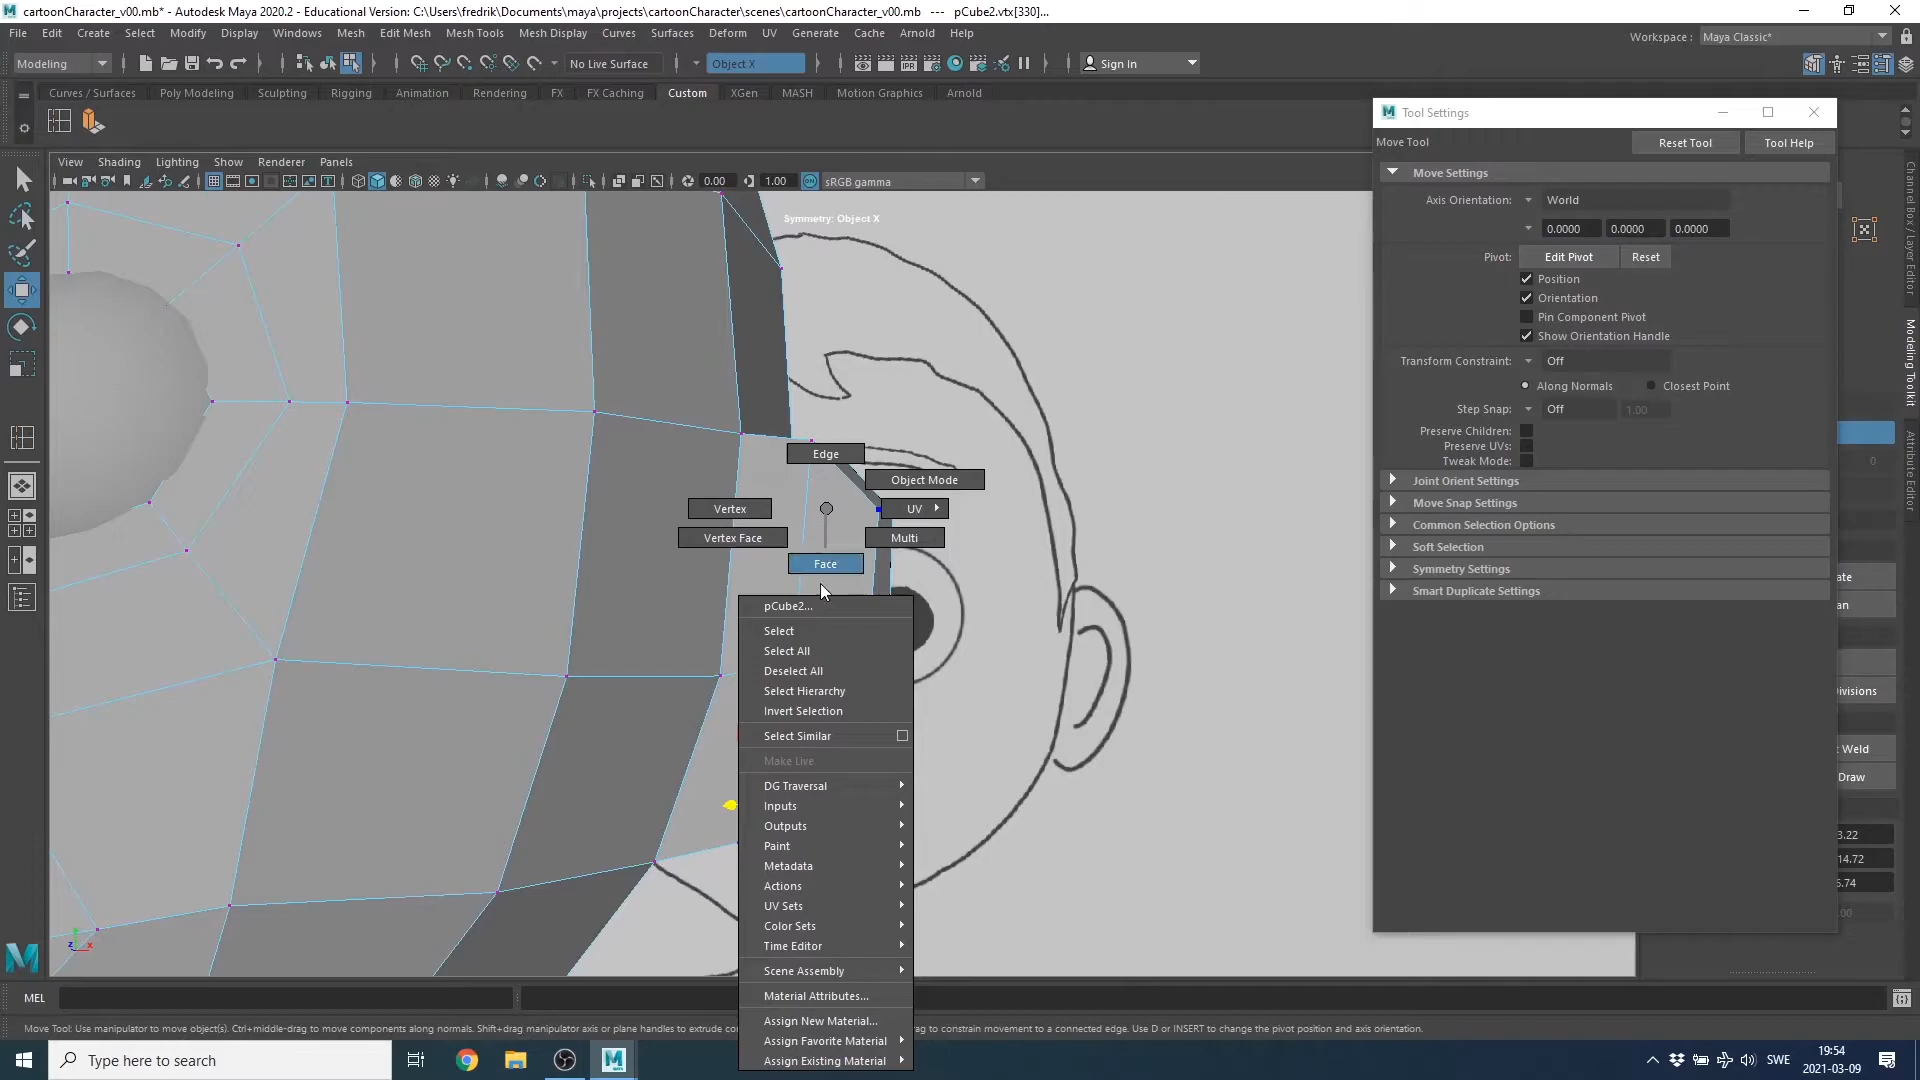 cartoonCharacter_v00.mb* - Autodesk Maya 2020.2 - Educational Version: C:\Users\fredrik\Documents\maya\projects\cartoonCharacter\scenes\cartoonCharacter_v00.mb --- pCube2.vtx[330]...
File Edit Create Select Modify Display Windows Mesh Edit Mesh Mesh Tools Mesh Display Curves Surfaces Deform UV Generate Cache Arnold Help
Workspace : Maya Classic*
Modeling No Live Surface Object X Sign In
Curves / Surfaces Poly Modeling Sculpting Rigging Animation Rendering FX FX Caching Custom XGen MASH Motion Graphics Arnold
View Shading Lighting Show Renderer Panels
0.00 1.00 sRGB gamma
Symmetry: Object X
Edge
Object Mode
Vertex UV
Vertex Face Multi
Face
pCube2...
Select
Select All
Deselect All
Select Hierarchy
Invert Selection
Select Similar
Make Live
DG Traversal
Inputs
Outputs
Paint
Metadata
Actions
UV Sets
Color Sets
Time Editor
Scene Assembly
Material Attributes...
Assign New Material...
Assign Favorite Material
Assign Existing Material
Tool Settings
Move Tool Reset Tool Tool Help
Move Settings
Axis Orientation: World
0.0000 0.0000 0.0000
Pivot: Edit Pivot Reset
Position
Orientation
Pin Component Pivot
Show Orientation Handle
Transform Constraint: Off
Along Normals Closest Point
Step Snap: Off 1.00
Preserve Children:
Preserve UVs:
Tweak Mode:
Joint Orient Settings
Move Snap Settings
Common Selection Options
Soft Selection
Symmetry Settings
Smart Duplicate Settings
Channel Box / Layer Editor
Modeling Toolkit
Attribute Editor
Weld
Draw
z x
MEL
Move Tool: Use manipulator to move object(s). Ctrl+middle-drag to move components along normals. Shift+drag manipulator axis or plane handles to extrude
to constrain movement to a connected edge. Use D or INSERT to change the pivot position and axis orientation.
Type here to search
SWE
19:54
2021-03-09